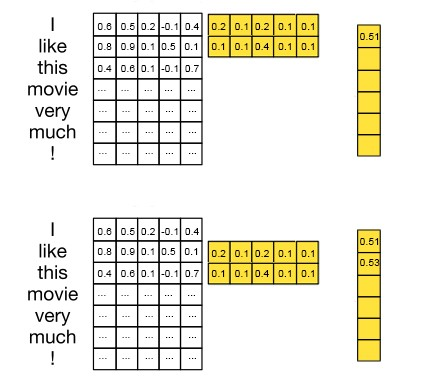 I 0.6 0.5 0.2 -0.1 0.4 0.2 0.1 0.2 0.1 0.1
like 0.8 0.9 0.1 0.5 0.1 0.1 0.1 0.4 0.1 0.1 0.51
this 0.4 0.6 0.1 -0.1 0.7
movie ... ... ... ... ...
very ... ... ... ... ...
much ... ... ... ... ...
! ... ... ... ... ...
I 0.6 0.5 0.2 -0.1 0.4 0.51
like 0.8 0.9 0.1 0.5 0.1 0.2 0.1 0.2 0.1 0.1 0.53
this 0.4 0.6 0.1 -0.1 0.7 0.1 0.1 0.4 0.1 0.1
movie ... ... ... ... ...
very ... ... ... ... ...
much ... ... ... ... ...
! ... ... ... ... ...